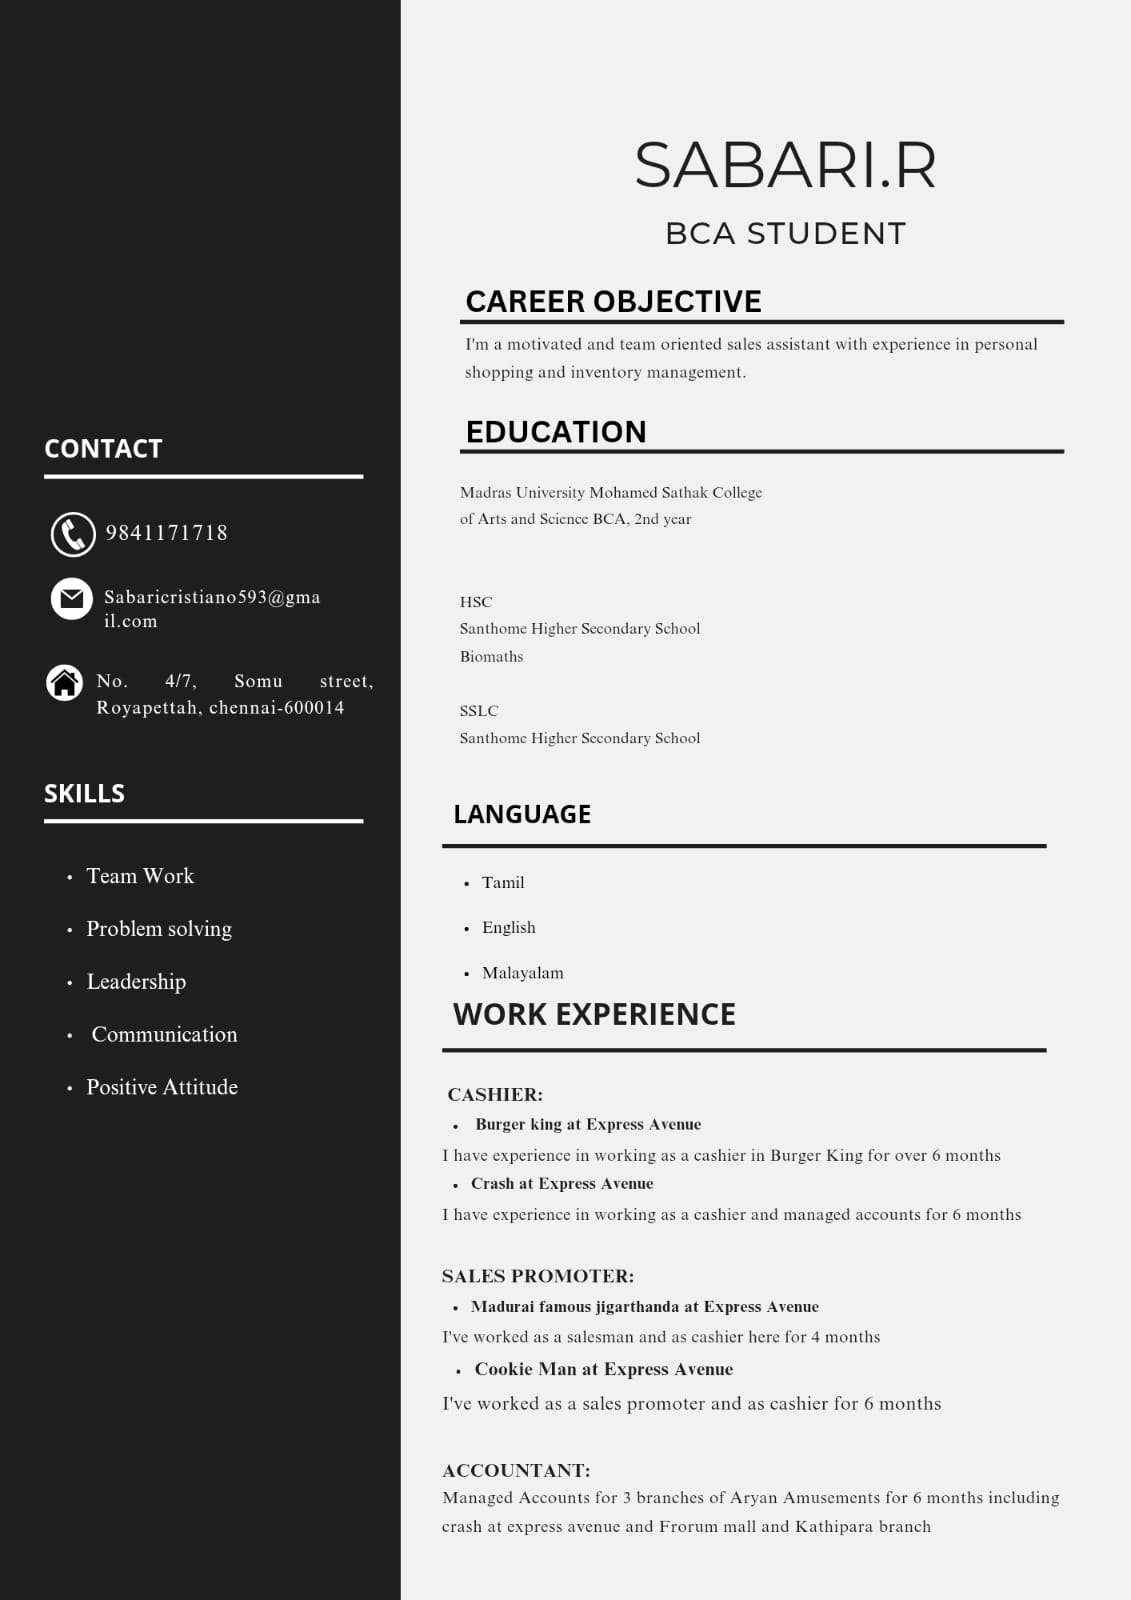 SABARI.R
BCA STUDENT
CAREER OBJECTIVE
I'm a motivated and team oriented sales assistant with experience in personal
shopping and inventory management.
EDUCATION
Madras University Mohamed Sathak College
of Arts and Science BCA, 2nd year
HSC
Santhome Higher Secondary School
Biomaths
SSLC
Santhome Higher Secondary School
LANGUAGE
• Tamil
• English
• Malayalam
WORK EXPERIENCE
CASHIER:
• Burger king at Express Avenue
I have experience in working as a cashier in Burger King for over 6 months
• Crash at Express Avenue
I have experience in working as a cashier and managed accounts for 6 months
SALES PROMOTER:
• Madurai famous jigarthanda at Express Avenue
I've worked as a salesman and as cashier here for 4 months
• Cookie Man at Express Avenue
I've worked as a sales promoter and as cashier for 6 months
ACCOUNTANT:
Managed Accounts for 3 branches of Aryan Amusements for 6 months including
crash at express avenue and Frorum mall and Kathipara branch
CONTACT
9841171718
Sabaricristiano593@gma
il.com
No. 4/7, Somu street,
Royapettah, chennai-600014
SKILLS
• Team Work
• Problem solving
• Leadership
• Communication
• Positive Attitude